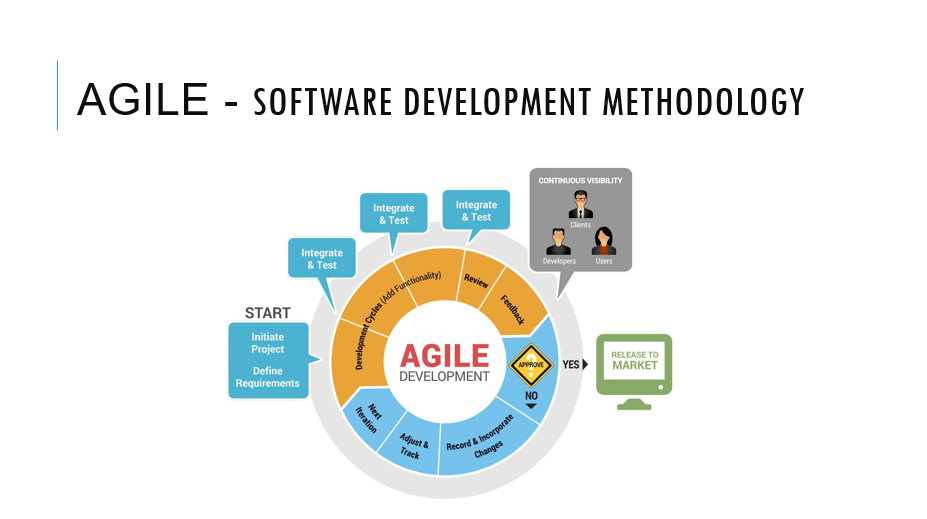 AGILE - SOFTWARE DEVELOPMENT METHODOLOGY
CONTINUOUS VISIBILITY
Clients
Developers
Users
Integrate
& Test
Integrate
& Test
Integrate
& Test
START
Initiate
Project
Define
Requirements
Development Cycles (Add Functionality)
Review
Feedback
AGILE
DEVELOPMENT
?
APPROVE
YES
NO
RELEASE TO
MARKET
Record & Incorporate
Changes
Adjust &
Track
Next
Iteration